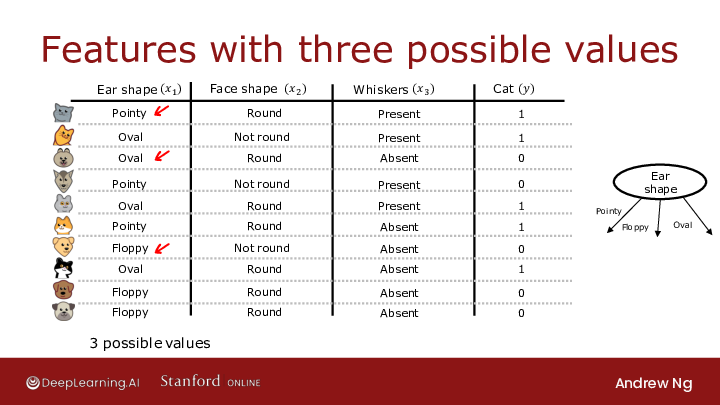 Features with three possible values
Ear shape (x₁) Face shape (x₂) Whiskers (x₃) Cat (y)
Pointy Round Present 1
Oval Not round Present 1
Oval Round Absent 0
Pointy Not round Present 0
Oval Round Present 1
Pointy Round Absent 1
Floppy Not round Absent 0
Oval Round Absent 1
Floppy Round Absent 0
Floppy Round Absent 0
Ear
shape
Pointy
Floppy
Oval
3 possible values
DeepLearning.AI Stanford ONLINE Andrew Ng